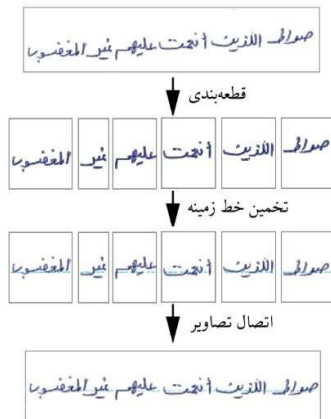 صراط اللذين أنعمت عليهم غير المغضوب
قطعه‌بندی
صراط اللذين أنعمت عليهم غير المغضوب
تخمین خط زمینه
صراط اللذين أنعمت عليهم غير المغضوب
اتصال تصاویر
صراط اللذين أنعمت عليهم غير المغضوب